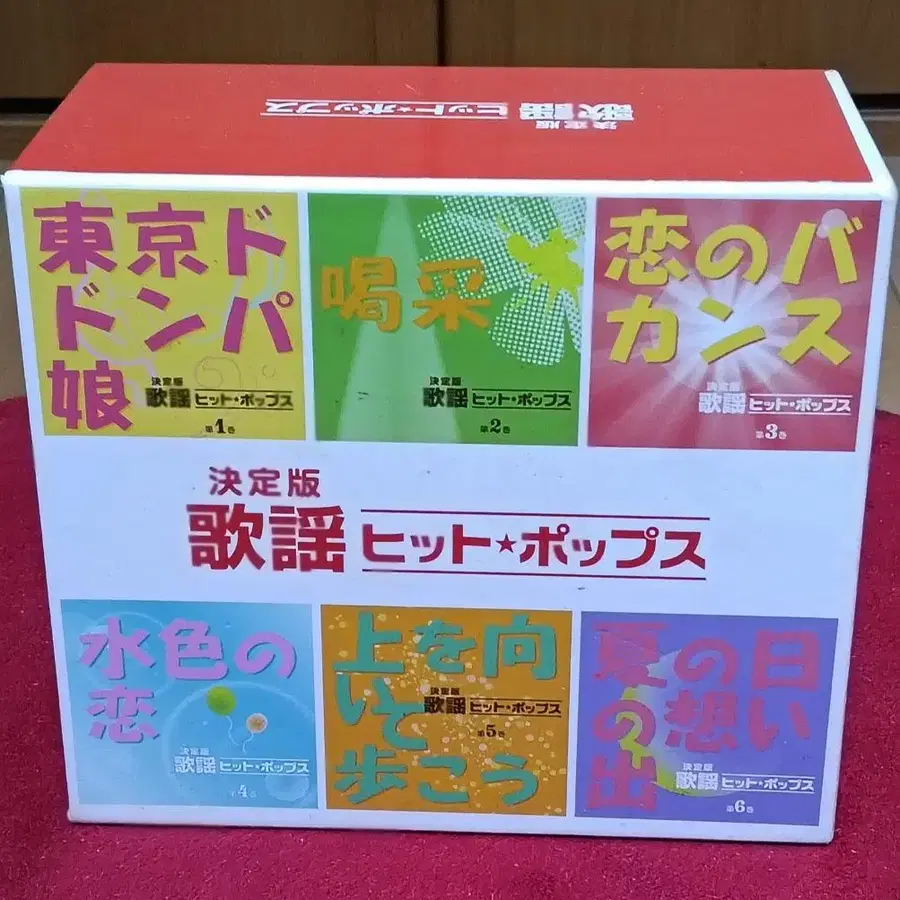 決定版
歌謡 ヒット★ポップス
東京ド
ドンパ
娘
決定版
歌謡 ヒット・ポップス
第1巻
喝采
決定版
歌謡 ヒット・ポップス
第2巻
恋のバ
カンス
決定版
歌謡 ヒット・ポップス
第3巻
決定版
歌謡 ヒット★ポップス
水色の
恋
決定版
歌謡 ヒット・ポップス
第4巻
上を向
いて
歩こう
決定版
歌謡 ヒット・ポップス
第5巻
夏の日
の想い
出
決定版
歌謡 ヒット・ポップス
第6巻